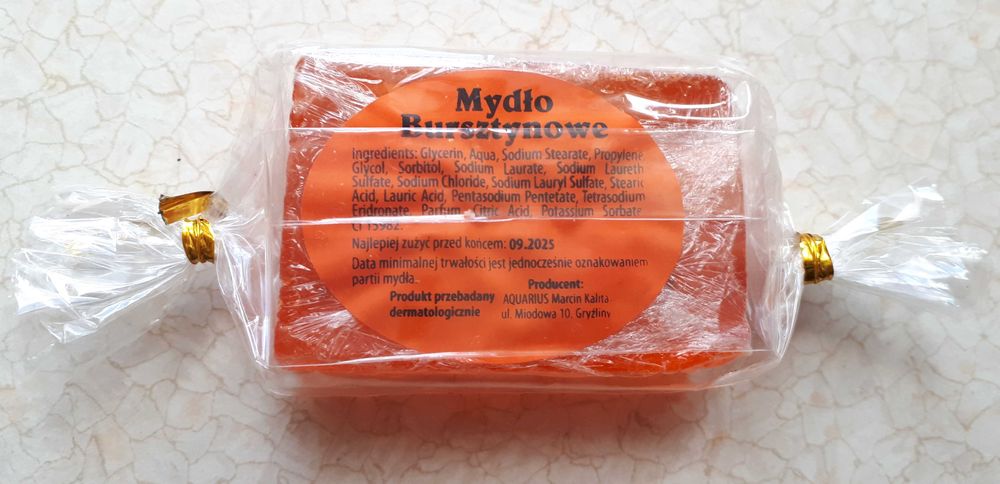 Mydło
Bursztynowe
Ingredients: Glycerin, Aqua, Sodium Stearate, Propylene
Glycol, Sorbitol, Sodium Laurate, Sodium Laureth
Sulfate, Sodium Chloride, Sodium Lauryl Sulfate, Stearic
Acid, Lauric Acid, Pentasodium Pentetate, Tetrasodium
Etidronate, Parfum, Citric Acid, Potassium Sorbate,
CI 15982.
Najlepiej zużyć przed końcem: 09.2025
Data minimalnej trwałości jest jednocześnie oznakowaniem
partii mydła.
Produkt przebadany
dermatologicznie
Producent:
AQUARIUS Marcin Kalita
ul. Miodowa 10, Gryźliny